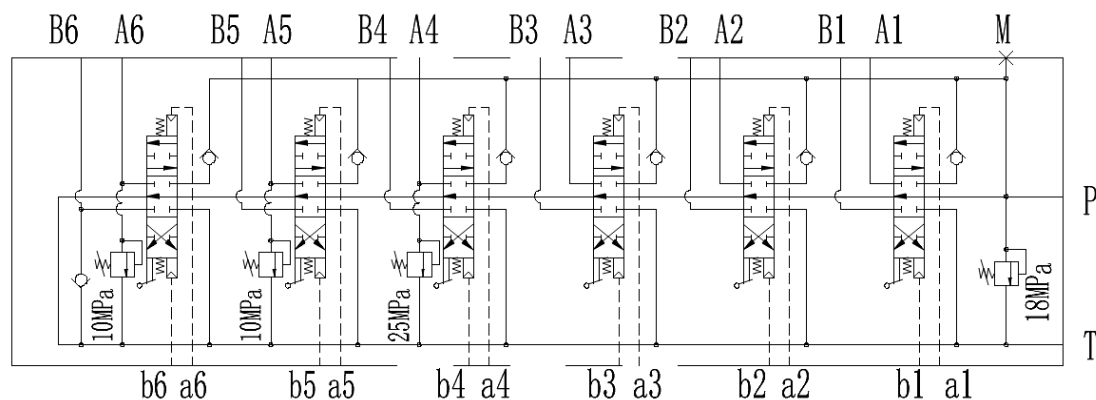 B6 A6 B5 A5 B4 A4 B3 A3 B2 A2 B1 A1 M
P
10MPa 10MPa 25MPa 18MPa
T
b6 a6 b5 a5 b4 a4 b3 a3 b2 a2 b1 a1